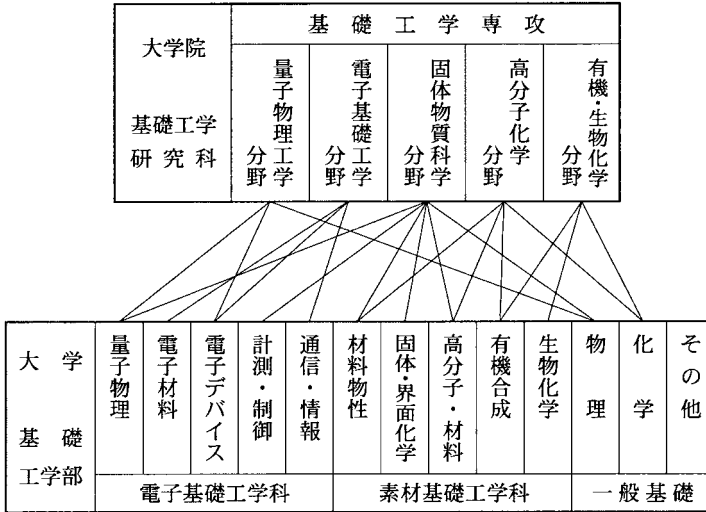 大学院
基礎工学
研究科
基礎工学専攻
量子物理工学
分野
電子基礎工学
分野
固体物質科学
分野
高分子化学
分野
有機・生物化学
分野
大学
基礎
工学部
量子物理
電子材料
電子デバイス
計測・制御
通信・情報
材料物性
固体・界面化学
高分子・材料
有機合成
生物化学
物理
化学
その他
電子基礎工学科
素材基礎工学科
一般基礎